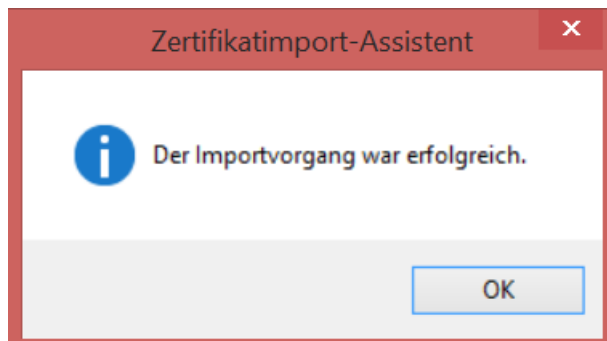 Zertifikatimport-Assistent
Der Importvorgang war erfolgreich.
OK